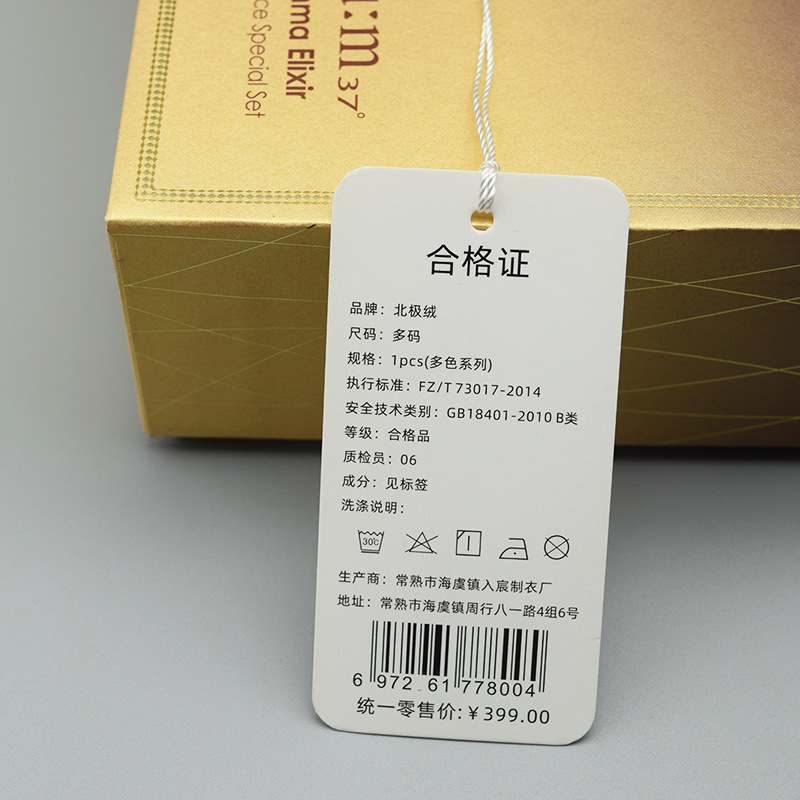 :m
37°
ma Elixir
ce Special Set
合格证
品牌：北极绒
尺码：多码
规格：1pcs(多色系列)
执行标准：FZ/T 73017-2014
安全技术类别：GB18401-2010 B类
等级：合格品
质检员：06
成分：见标签
洗涤说明：
30℃
生产商：常熟市海虞镇入宸制衣厂
地址：常熟市海虞镇周行八一路4组6号
6 972 61 778004
统一零售价:￥399.00